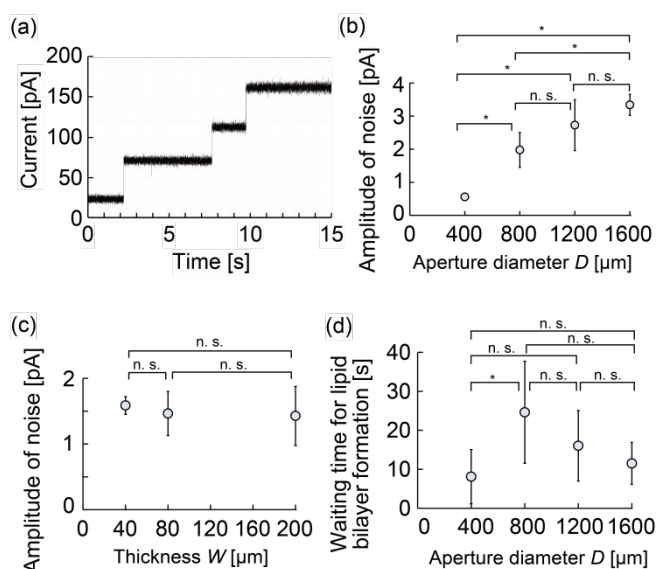 (a)
200
150
100
50
0
Current [pA]
0 5 10 15
Time [s]
(b)
*
*
*
n. s.
n. s.
*
4
3
2
1
0
Amplitude of noise [pA]
0 400 800 1200 1600
Aperture diameter D [µm]
(c)
n. s.
n. s.
n. s.
2
1
0
Amplitude of noise [pA]
0 40 80 120 160 200
Thickness W [µm]
(d)
n. s.
n. s.
n. s.
*
n. s.
n. s.
40
30
20
10
0
Waiting time for lipid
bilayer formation [s]
0 400 800 1200 1600
Aperture diameter D [µm]